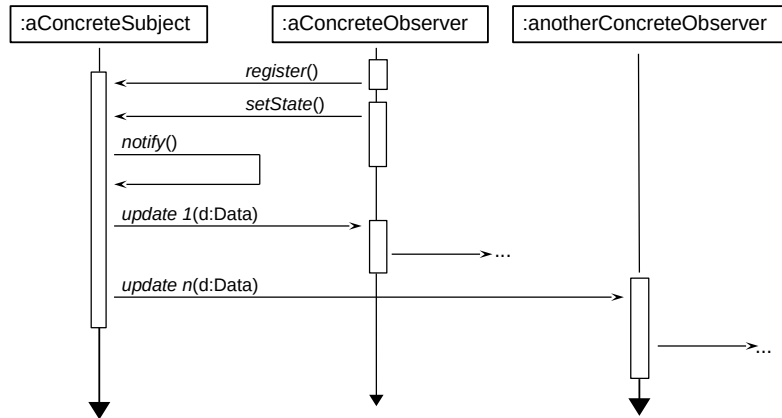 :aConcreteSubject
:aConcreteObserver
:anotherConcreteObserver
register()
setState()
notify()
update 1(d:Data)
...
update n(d:Data)
...